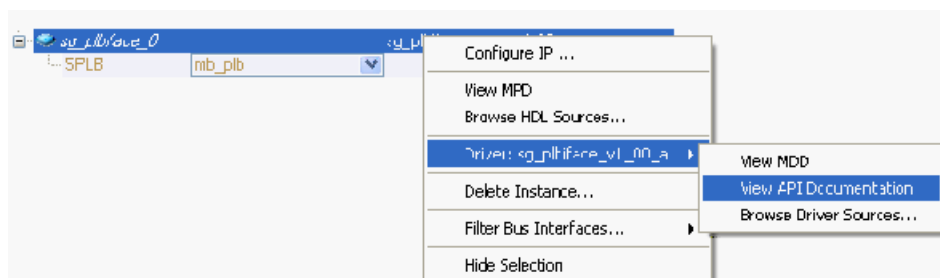 sg_plbiface_0
SPLB mb_plb
Configure IP ...
View MPD
Browse HDL Sources...
Driver: sg_plbiface_v1_00_a
Delete Instance...
Filter Bus Interfaces...
Hide Selection
View MDD
View API Documentation
Browse Driver Sources...